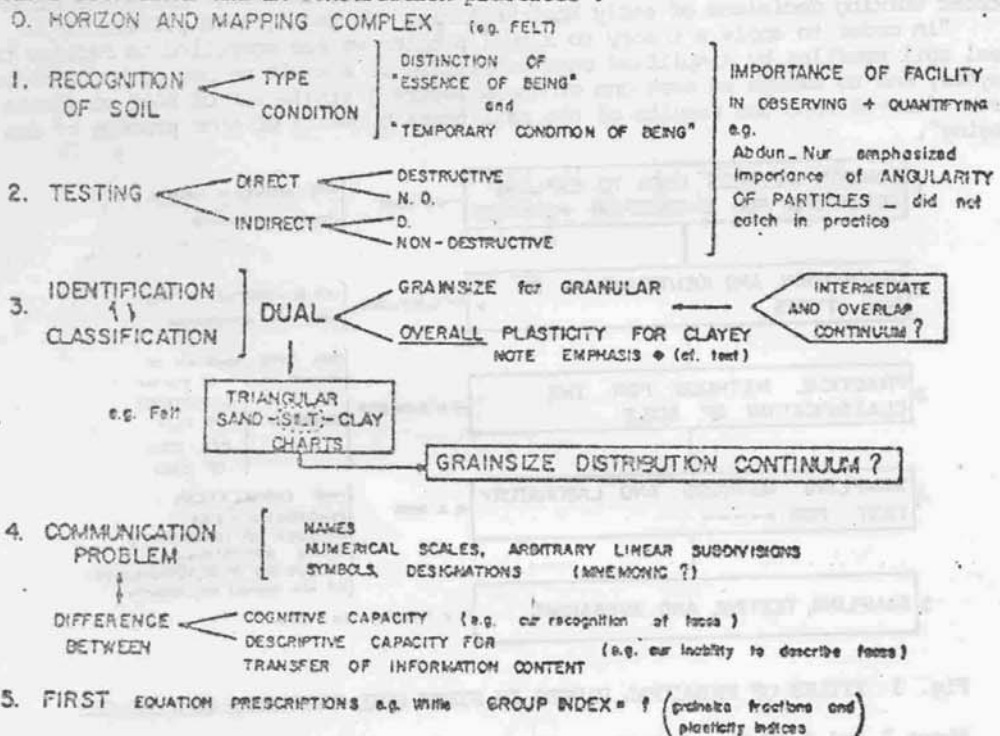 O. HORIZON AND MAPPING COMPLEX (e.g. FELT)
1. RECOGNITION OF SOIL
TYPE
CONDITION
DISTINCTION OF
"ESSENCE OF BEING"
and
"TEMPORARY CONDITION OF BEING"
IMPORTANCE OF FACILITY
IN OBSERVING + QUANTIFYING
e.g.
Abdun_Nur emphasized
importance of ANGULARITY
OF PARTICLES _ did not
catch in practice
2. TESTING
DIRECT
DESTRUCTIVE
N. D.
INDIRECT
D.
NON-DESTRUCTIVE
3. IDENTIFICATION
CLASSIFICATION
DUAL
GRAINSIZE for GRANULAR
OVERALL PLASTICITY FOR CLAYEY
NOTE EMPHASIS (cf. text)
INTERMEDIATE
AND OVERLAP
CONTINUUM ?
e.g. Felt
TRIANGULAR
SAND-(SILT)-CLAY
CHARTS
GRAINSIZE DISTRIBUTION CONTINUUM ?
4. COMMUNICATION
PROBLEM
NAMES
NUMERICAL SCALES, ARBITRARY LINEAR SUBDIVISIONS
SYMBOLS, DESIGNATIONS (MNEMONIC ?)
DIFFERENCE
BETWEEN
COGNITIVE CAPACITY (e.g. our recognition of faces)
DESCRIPTIVE CAPACITY FOR
TRANSFER OF INFORMATION CONTENT
(e.g. our inability to describe faces)
5. FIRST EQUATION PRESCRIPTIONS e.g. GROUP INDEX = f (grainsize fractions and
plasticity indices